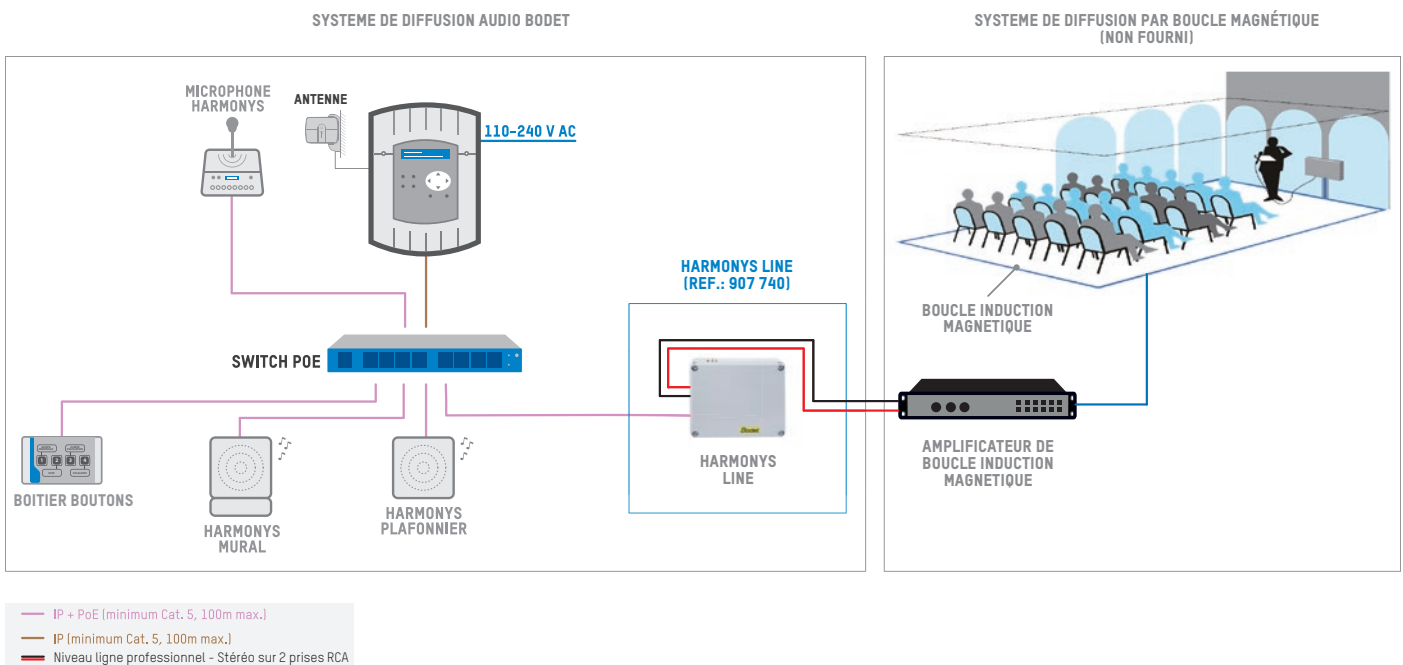 SYSTEME DE DIFFUSION AUDIO BODET
SYSTEME DE DIFFUSION PAR BOUCLE MAGNÉTIQUE
(NON FOURNI)
MICROPHONE
HARMONYS
ANTENNE
110-240 V AC
HARMONYS LINE
(REF.: 907 740)
BOUCLE INDUCTION
MAGNETIQUE
SWITCH POE
Bodet
AMPLIFICATEUR DE
BOUCLE INDUCTION
MAGNETIQUE
HARMONYS
LINE
BOITIER BOUTONS
HARMONYS
MURAL
HARMONYS
PLAFONNIER
IP + PoE (minimum Cat. 5, 100m max.)
IP (minimum Cat. 5, 100m max.)
Niveau ligne professionnel - Stéréo sur 2 prises RCA